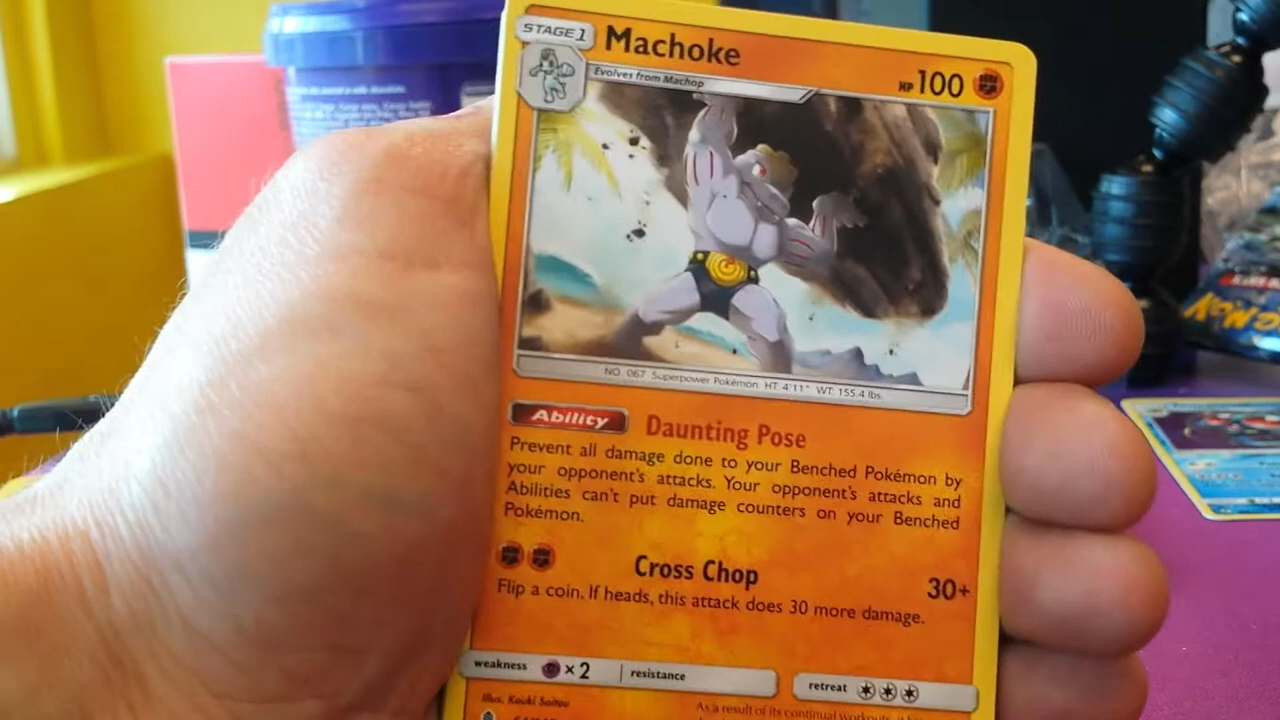 STAGE1
Machoke
HP 100
Evolves from Machop
NO. 067 Superpower Pokémon HT: 4'11" WT: 155.4 lbs.
Ability Daunting Pose
Prevent all damage done to your Benched Pokémon by
your opponent's attacks. Your opponent's attacks and
Abilities can't put damage counters on your Benched
Pokémon.
Cross Chop 30+
Flip a coin. If heads, this attack does 30 more damage.
weakness ×2 resistance retreat
Illus. Kouki Saitou
As a result of its continual workouts, it